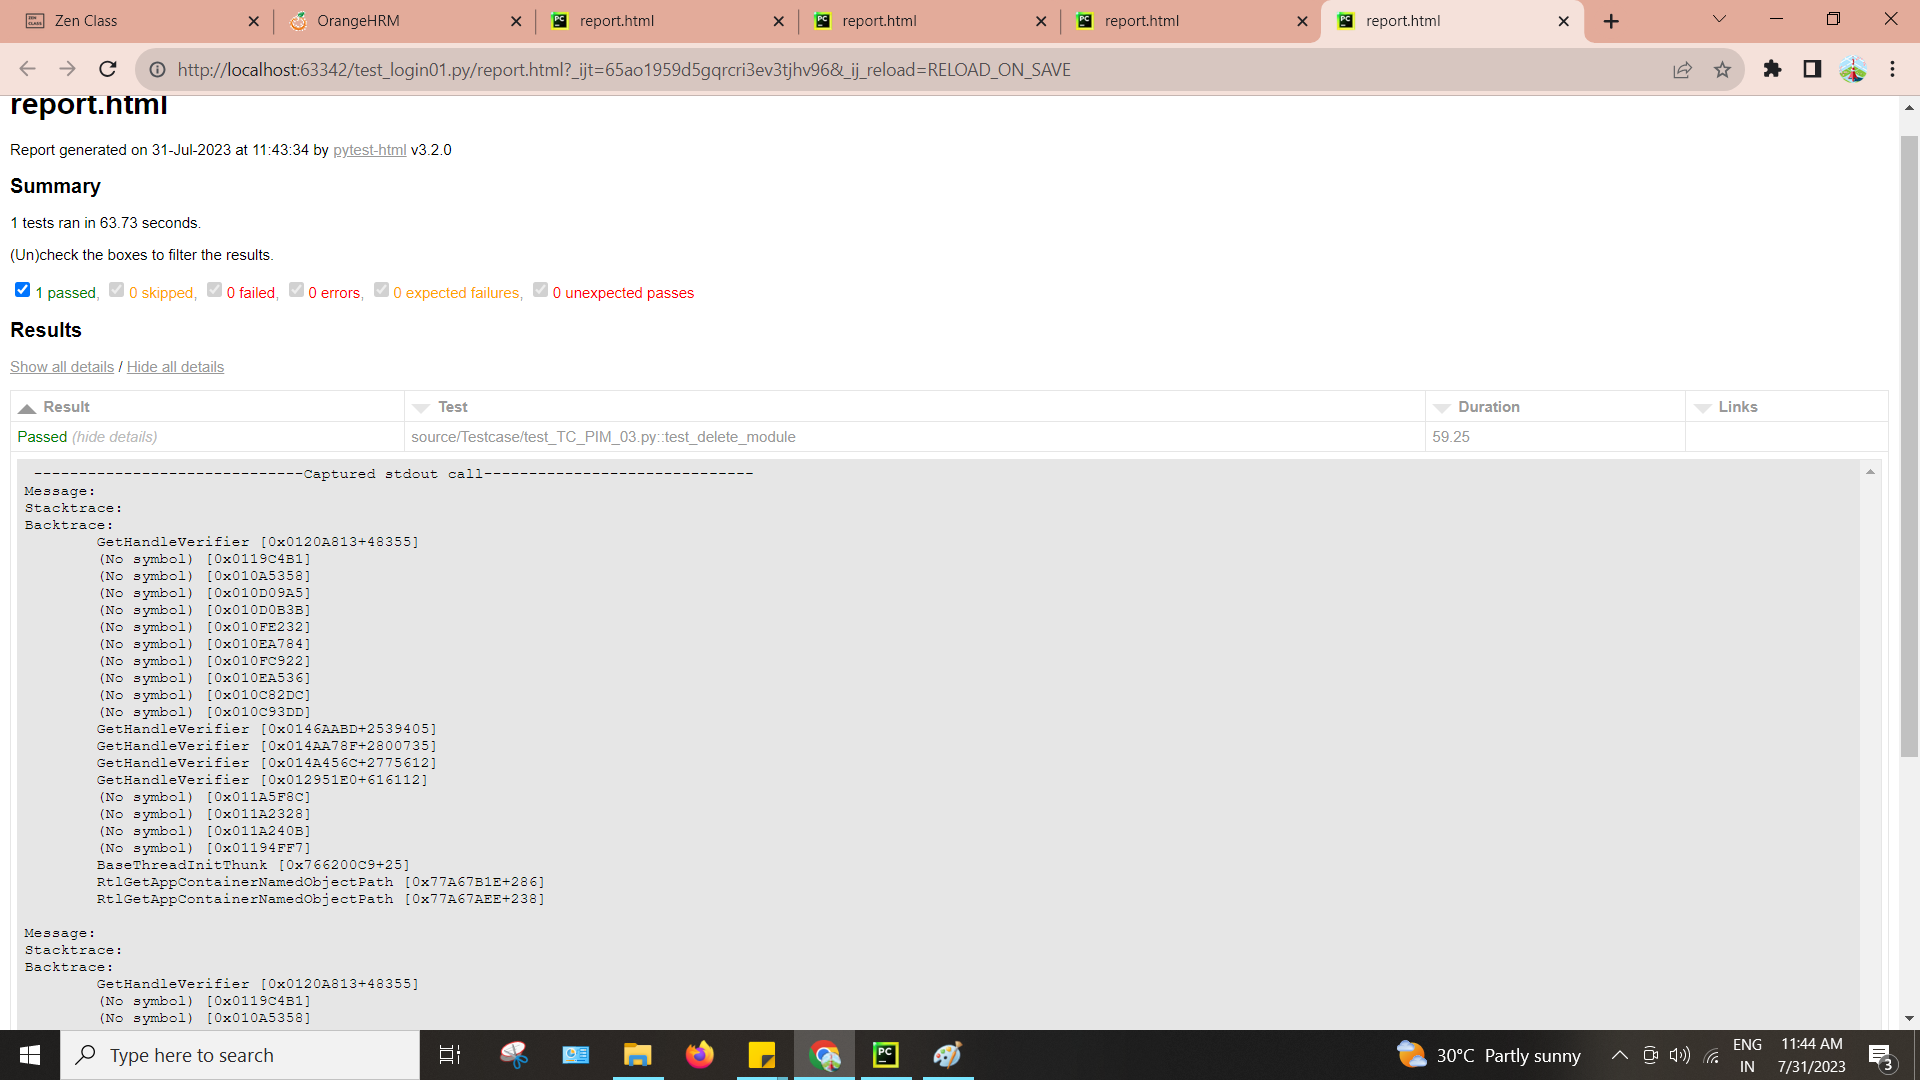 Zen Class
OrangeHRM
report.html
report.html
report.html
report.html
http://localhost:63342/test_login01.py/report.html?_ijt=65ao1959d5gqrcri3ev3tjhv96&_ij_reload=RELOAD_ON_SAVE
report.html
Report generated on 31-Jul-2023 at 11:43:34 by pytest-html v3.2.0
Summary
1 tests ran in 63.73 seconds.
(Un)check the boxes to filter the results.
1 passed, 0 skipped, 0 failed, 0 errors, 0 expected failures, 0 unexpected passes
Results
Show all details / Hide all details
Result Test Duration Links
Passed (hide details) source/Testcase/test_TC_PIM_03.py::test_delete_module 59.25
------------------------------Captured stdout call------------------------------
Message:
Stacktrace:
Backtrace:
GetHandleVerifier [0x0120A813+48355]
(No symbol) [0x0119C4B1]
(No symbol) [0x010A5358]
(No symbol) [0x010D09A5]
(No symbol) [0x010D0B3B]
(No symbol) [0x010FE232]
(No symbol) [0x010EA784]
(No symbol) [0x010FC922]
(No symbol) [0x010EA536]
(No symbol) [0x010C82DC]
(No symbol) [0x010C93DD]
GetHandleVerifier [0x0146AABD+2539405]
GetHandleVerifier [0x014AA78F+2800735]
GetHandleVerifier [0x014A456C+2775612]
GetHandleVerifier [0x012951E0+616112]
(No symbol) [0x011A5F8C]
(No symbol) [0x011A2328]
(No symbol) [0x011A240B]
(No symbol) [0x01194FF7]
BaseThreadInitThunk [0x766200C9+25]
RtlGetAppContainerNamedObjectPath [0x77A67B1E+286]
RtlGetAppContainerNamedObjectPath [0x77A67AEE+238]
Message:
Stacktrace:
Backtrace:
GetHandleVerifier [0x0120A813+48355]
(No symbol) [0x0119C4B1]
(No symbol) [0x010A5358]
Type here to search
PC
30°C Partly sunny
ENG
IN
11:44 AM
7/31/2023
3